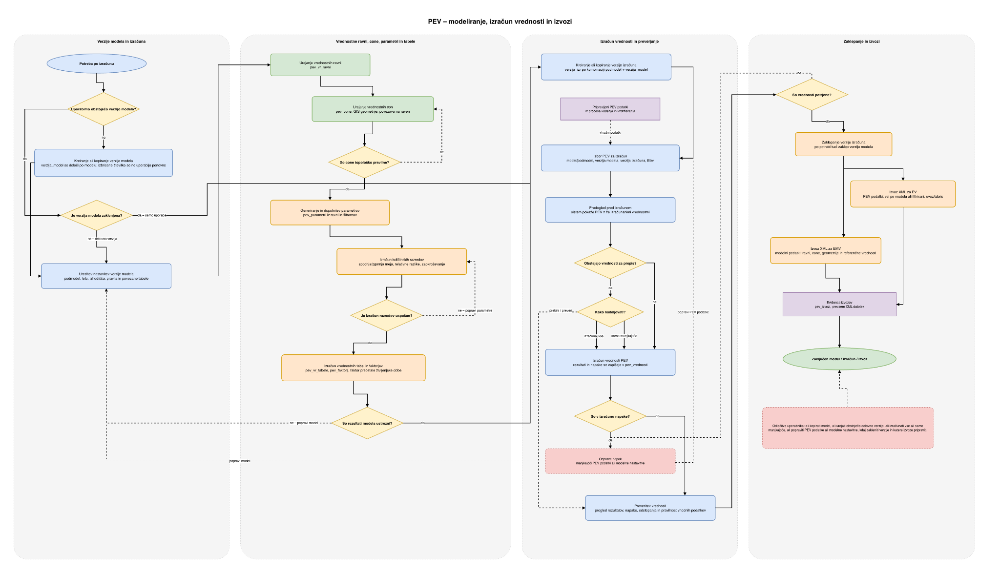 PEV – modeliranje, izračun vrednosti in izvozi
Verzije modela in izračuna
Potreba po izračunu
Uporabimo obstoječo verzijo modela?
ne
da
Kreiranje ali kopiranje verzije modela
verzija_model se določi po modelu; izbrisane številke se ne uporabijo ponovno
Je verzija modela zaklenjena?
da – samo uporaba
ne – delovna verzija
Ureditev nastavitev verzije modela
podmodel, leto, izhodišča, pravila in povezane tabele
Vrednostne ravni, cone, parametri in tabele
Urejanje vrednostnih ravni
pev_vr_ravni
Urejanje vrednostnih con
pev_cone, GIS geometrije, povezava na raven
ne
So cone topološko pravilne?
da
Generiranje in dopolnitev parametrov
pev_parametri iz ravni in šifrantov
Izračun količinskih razredov
spodnja/zgornja meja, relativne razlike, zaokroževanje
ne – popravi parametre
Je izračun razredov uspešen?
da
Izračun vrednostnih tabel in faktorjev
pev_vr_tabele, pev_faktorji, faktor preostale življenjske dobe
ne – popravi model
So rezultati modela ustrezni?
da
popravi model
Izračun vrednosti in preverjanje
Kreiranje ali kopiranje verzije izračuna
verzija_izr po kombinaciji podmodel + verzija_model
Pripravljeni PEV podatki
iz procesa vodenja in vzdrževanja
vhodni podatki
Izbor PEV za izračun
model/podmodel, verzija modela, verzija izračuna, filter
Predogled pred izračunom
sistem pokaže PEV z že izračunanimi vrednostmi
Obstajajo vrednosti za prepis?
da
ne
prekini / preveri
Kako nadaljevati?
popravi PEV podatke
izračunaj vse
samo manjkajoče
Izračun vrednosti PEV
rezultati in napake se zapišejo v pev_vrednosti
So v izračunu napake?
ne
da
Odprava napak
manjkajoči PEV podatki ali modelne nastavitve
Preveritev vrednosti
pregled rezultatov, napake, odstopanja in pravilnost vhodnih podatkov
Zaklepanje in izvozi
ne
So vrednosti potrjene?
da
Zaklepanje verzije izračuna
po potrebi tudi zaklep verzije modela
Izvoz XML za EV
PEV podatki: vsi po modelu ali filtrirani, uvoz/izbris
Izvoz XML za EMV
modelni podatki: ravni, cone, geometrije in referenčne vrednosti
Evidenca izvozov
pev_izvozi, prevzem XML datotek
Zaključen model / izračun / izvoz
Odločitve uporabnika: ali kopirati model, ali urejati obstoječo delovno verzijo, ali izračunati vse ali samo
manjkajoče, ali popraviti PEV podatke ali modelne nastavitve, kdaj zakleniti verzije in katere izvoze pripraviti.